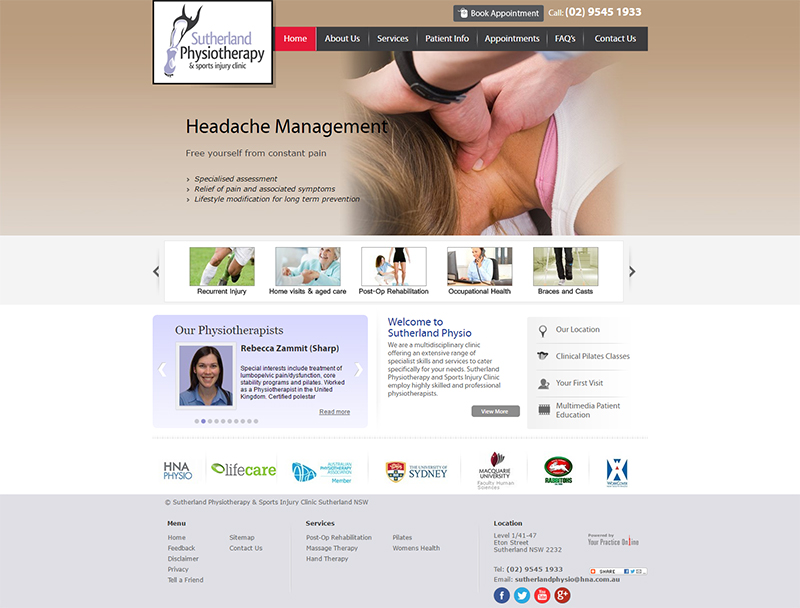 Book Appointment
Call: (02) 9545 1933
Sutherland
Physiotherapy
& sports injury clinic
Home
About Us
Services
Patient Info
Appointments
FAQ's
Contact Us
Headache Management
Free yourself from constant pain
Specialised assessment
Relief of pain and associated symptoms
Lifestyle modification for long term prevention
Recurrent Injury
Home visits & aged care
Post-Op Rehabilitation
Occupational Health
Braces and Casts
Our Physiotherapists
Rebecca Zammit (Sharp)
Special interests include treatment of
lumbopelvic pain/dysfunction, core
stability programs and pilates. Worked
as a Physiotherapist in the United
Kingdom. Certified polestar
Read more
Welcome to
Sutherland Physio
We are a multidisciplinary clinic
offering an extensive range of
specialist skills and services to cater
specifically for your needs. Sutherland
Physiotherapy and Sports Injury Clinic
employ highly skilled and professional
physiotherapists.
View More
Our Location
Clinical Pilates Classes
Your First Visit
Multimedia Patient
Education
HNA
PHYSIO
lifecare
APA
AUSTRALIAN
PHYSIOTHERAPY
ASSOCIATION
Member
THE UNIVERSITY OF
SYDNEY
MACQUARIE
UNIVERSITY
Faculty Human
Sciences
RABBITOHS
WORKCOVER
© Sutherland Physiotherapy & Sports Injury Clinic Sutherland NSW
Menu
Home
Feedback
Disclaimer
Privacy
Tell a Friend
Sitemap
Contact Us
Services
Post-Op Rehabilitation
Massage Therapy
Hand Therapy
Pilates
Womens Health
Location
Level 1/41-47
Eton Street
Sutherland NSW 2232
Tel: (02) 9545 1933
Email: sutherlandphysio@hna.com.au
Powered by
Your Practice Online
SHARE
You
Tube
g+